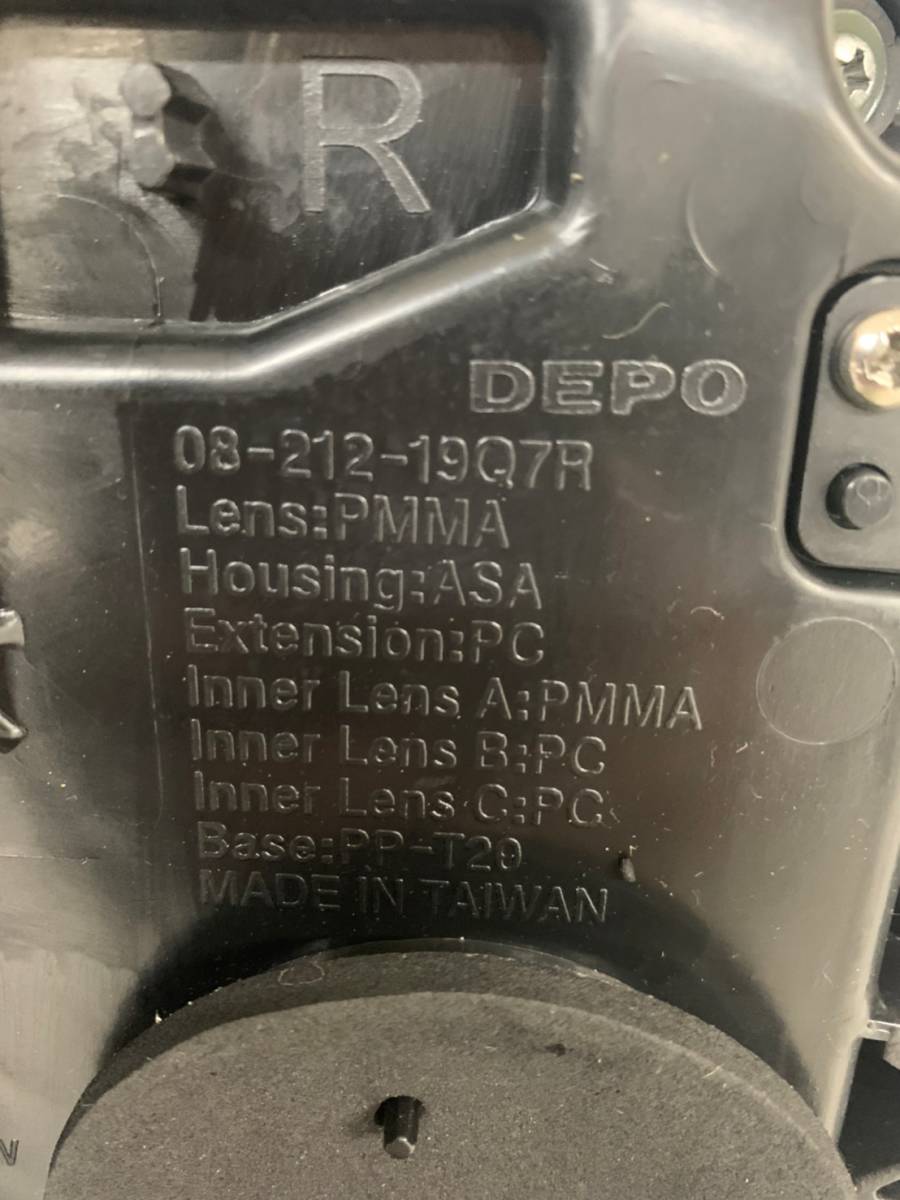 R
DEPO
08-212-19Q7R
Lens:PMMA
Housing:ASA
Extension:PC
Inner Lens A:PMMA
Inner Lens B:PC
Inner Lens C:PC
Base:PP-T20
MADE IN TAIWAN